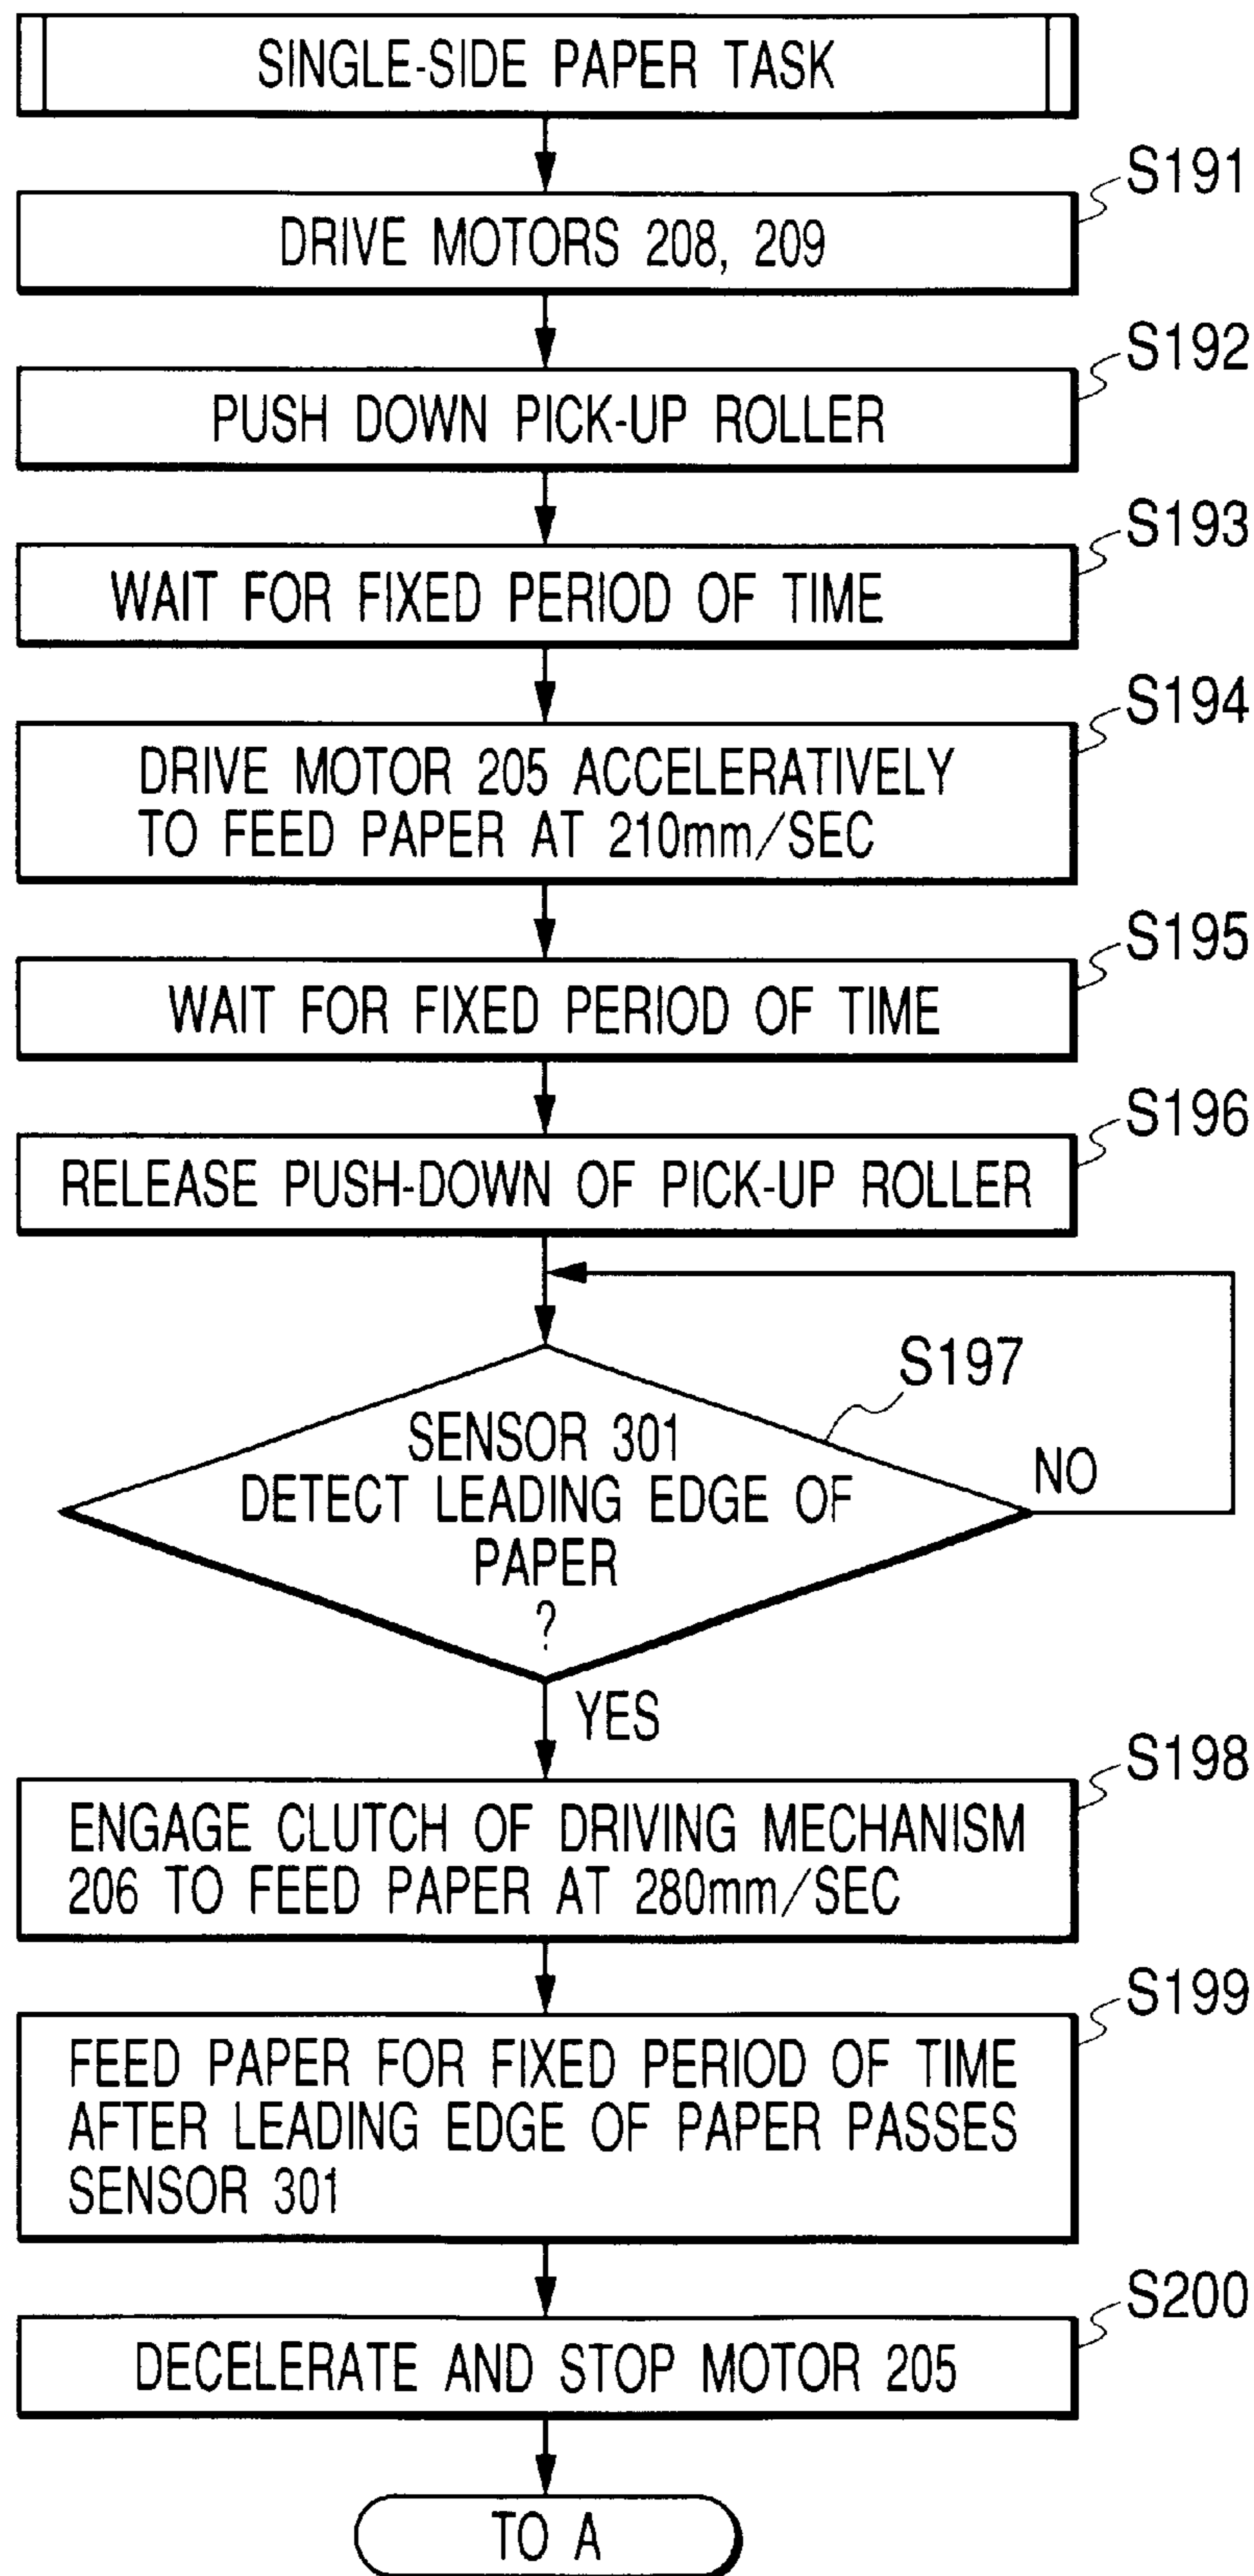 SINGLE-SIDE PAPER TASK
S191
DRIVE MOTORS 208, 209
S192
PUSH DOWN PICK-UP ROLLER
S193
WAIT FOR FIXED PERIOD OF TIME
S194
DRIVE MOTOR 205 ACCELERATIVELY
TO FEED PAPER AT 210mm/SEC
S195
WAIT FOR FIXED PERIOD OF TIME
S196
RELEASE PUSH-DOWN OF PICK-UP ROLLER
S197
SENSOR 301
DETECT LEADING EDGE OF
PAPER
?
NO
YES
S198
ENGAGE CLUTCH OF DRIVING MECHANISM
206 TO FEED PAPER AT 280mm/SEC
S199
FEED PAPER FOR FIXED PERIOD OF TIME
AFTER LEADING EDGE OF PAPER PASSES
SENSOR 301
S200
DECELERATE AND STOP MOTOR 205
TO A